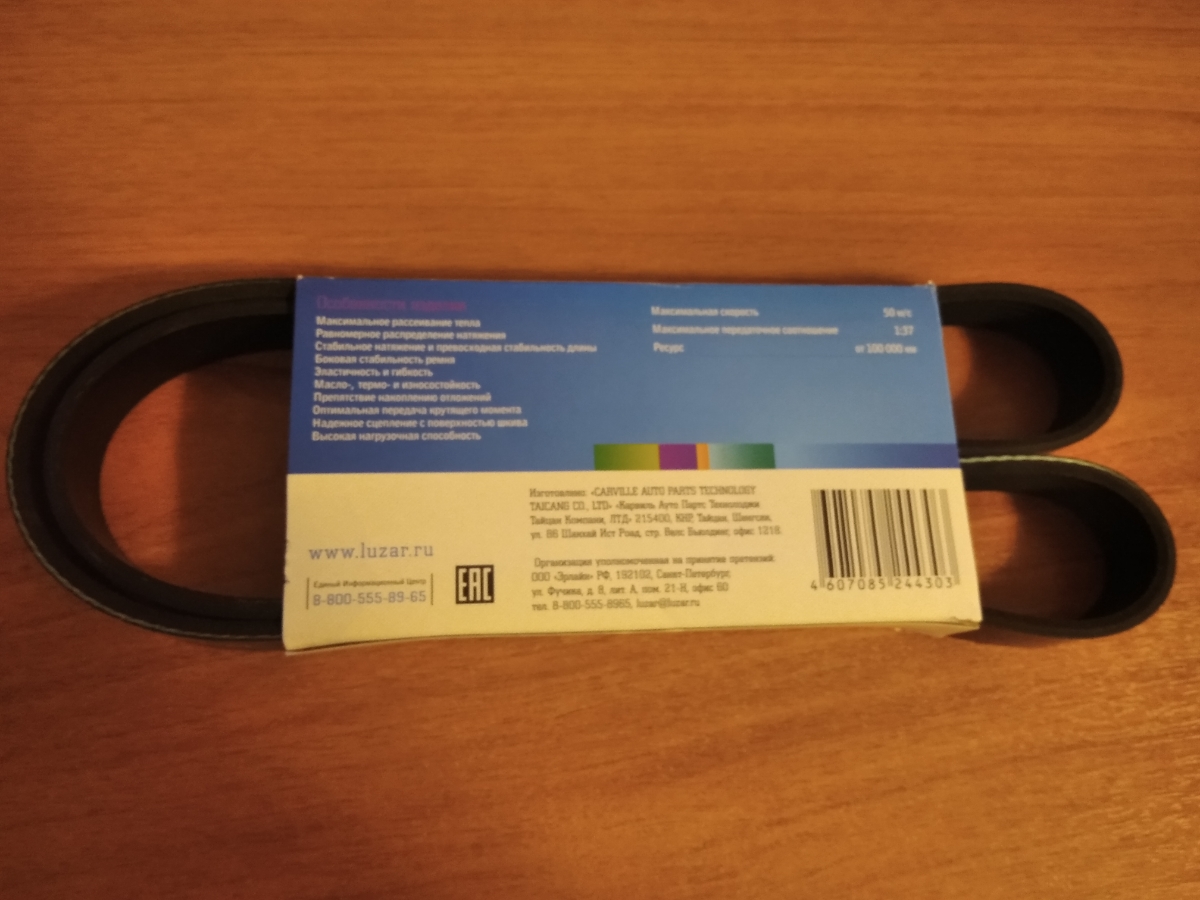 Особенности изделия
Максимальное рассеивание тепла
Равномерное распределение натяжения
Стабильное натяжение и превосходная стабильность длины
Боковая стабильность ремня
Эластичность и гибкость
Масло-, термо- и износостойкость
Препятствие накоплению отложений
Оптимальная передача крутящего момента
Надежное сцепление с поверхностью шкива
Высокая нагрузочная способность
Максимальная скорость 50 м/с
Максимальное передаточное соотношение 1:37
Ресурс от 100 000 км
www.luzar.ru
Единый Информационный Центр
8-800-555-89-65
EAC
Изготовлено: «CARVILLE AUTO PARTS TECHNOLOGY
TAICANG CO., LTD» «Карвиль Ауто Партс Текнолоджи
Тайцан Компани, ЛТД» 215400, КНР, Тайцан,
ул. 86 Шанхай Ист Роад, стр. Велс Бьюлдинг, офис 1218.
Организация уполномоченная на принятие претензий:
ООО «Эрлайн» РФ, 192102, Санкт-Петербург,
ул. Фучика, д. 8, лит. А, пом. 21-Н, офис 60
тел. 8-800-555-8965, luzar@luzar.ru
4 607085 244303